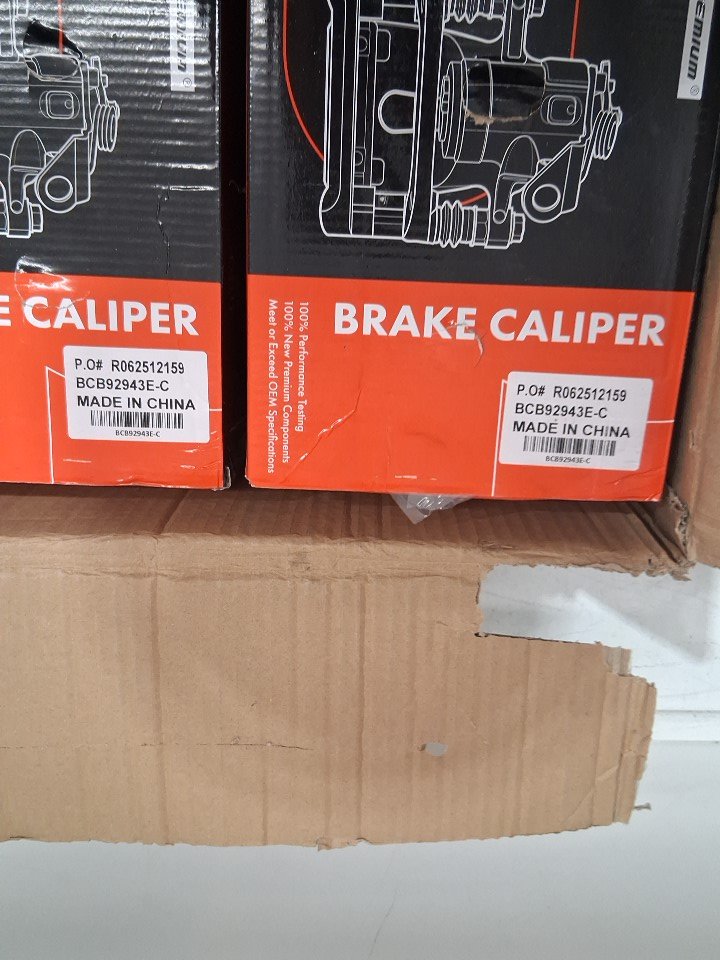 EMIUM ®
EMIUM ®
E CALIPER
P.O# R062512159
BCB92943E-C
MADE IN CHINA
BCB92943E-C
BRAKE CALIPER
100% Performance Testing
100% New Premium Components
Meet or Exceed OEM Specifications
P.O# R062512159
BCB92943E-C
MADE IN CHINA
BCB92943E-C